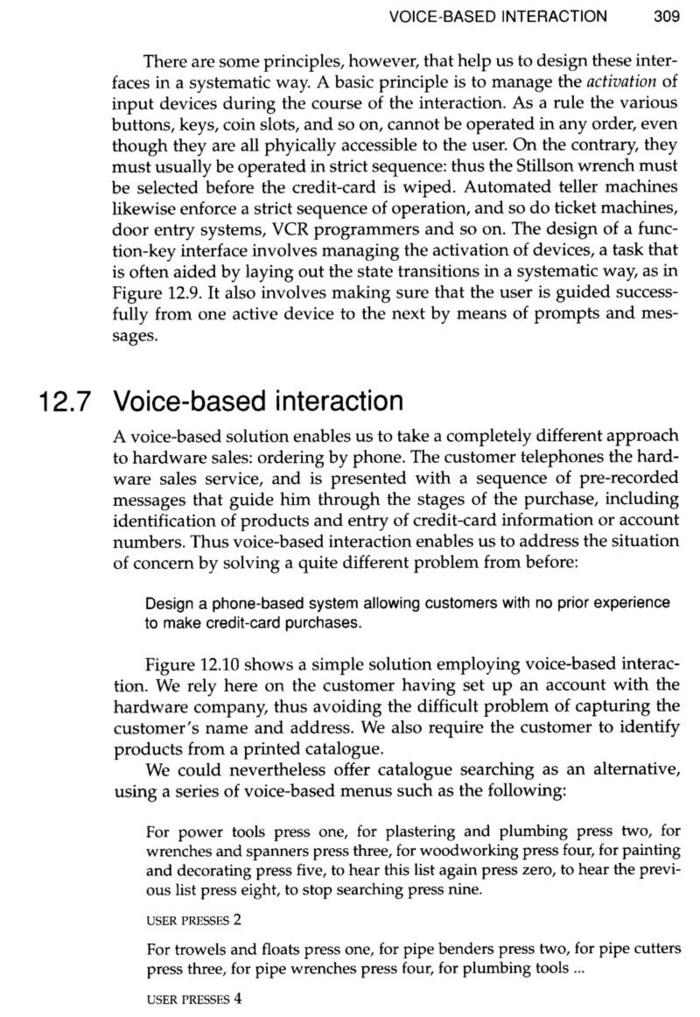 VOICE-BASED INTERACTION 309
There are some principles, however, that help us to design these inter-
faces in a systematic way. A basic principle is to manage the activation of
input devices during the course of the interaction. As a rule the various
buttons, keys, coin slots, and so on, cannot be operated in any order, even
though they are all phyically accessible to the user. On the contrary, they
must usually be operated in strict sequence: thus the Stillson wrench must
be selected before the credit-card is wiped. Automated teller machines
likewise enforce a strict sequence of operation, and so do ticket machines,
door entry systems, VCR programmers and so on. The design of a func-
tion-key interface involves managing the activation of devices, a task that
is often aided by laying out the state transitions in a systematic way, as in
Figure 12.9. It also involves making sure that the user is guided success-
fully from one active device to the next by means of prompts and mes-
sages.
12.7 Voice-based interaction
A voice-based solution enables us to take a completely different approach
to hardware sales: ordering by phone. The customer telephones the hard-
ware sales service, and is presented with a sequence of pre-recorded
messages that guide him through the stages of the purchase, including
identification of products and entry of credit-card information or account
numbers. Thus voice-based interaction enables us to address the situation
of concern by solving a quite different problem from before:
Design a phone-based system allowing customers with no prior experience
to make credit-card purchases.
Figure 12.10 shows a simple solution employing voice-based interac-
tion. We rely here on the customer having set up an account with the
hardware company, thus avoiding the difficult problem of capturing the
customer's name and address. We also require the customer to identify
products from a printed catalogue.
We could nevertheless offer catalogue searching as an alternative,
using a series of voice-based menus such as the following:
For power tools press one, for plastering and plumbing press two, for
wrenches and spanners press three, for woodworking press four, for painting
and decorating press five, to hear this list again press zero, to hear the previ-
ous list press eight, to stop searching press nine.
USER PRESSES 2
For trowels and floats press one, for pipe benders press two, for pipe cutters
press three, for pipe wrenches press four, for plumbing tools ...
USER PRESSES 4